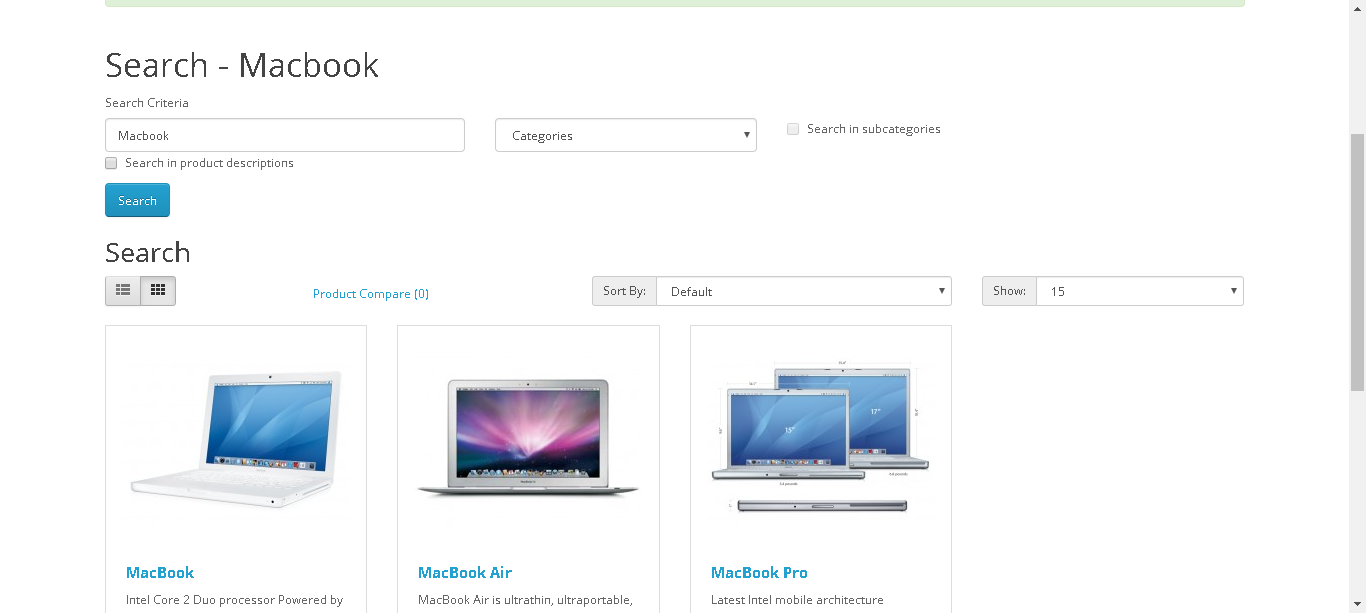 Search - Macbook
Search Criteria
Macbook
Categories
Search in subcategories
Search in product descriptions
Search
Search
Product Compare (0)
Sort By: Default
Show: 15
15"
17"
MacBook
MacBook Air
MacBook Pro
Intel Core 2 Duo processor Powered by
MacBook Air is ultrathin, ultraportable,
Latest Intel mobile architecture